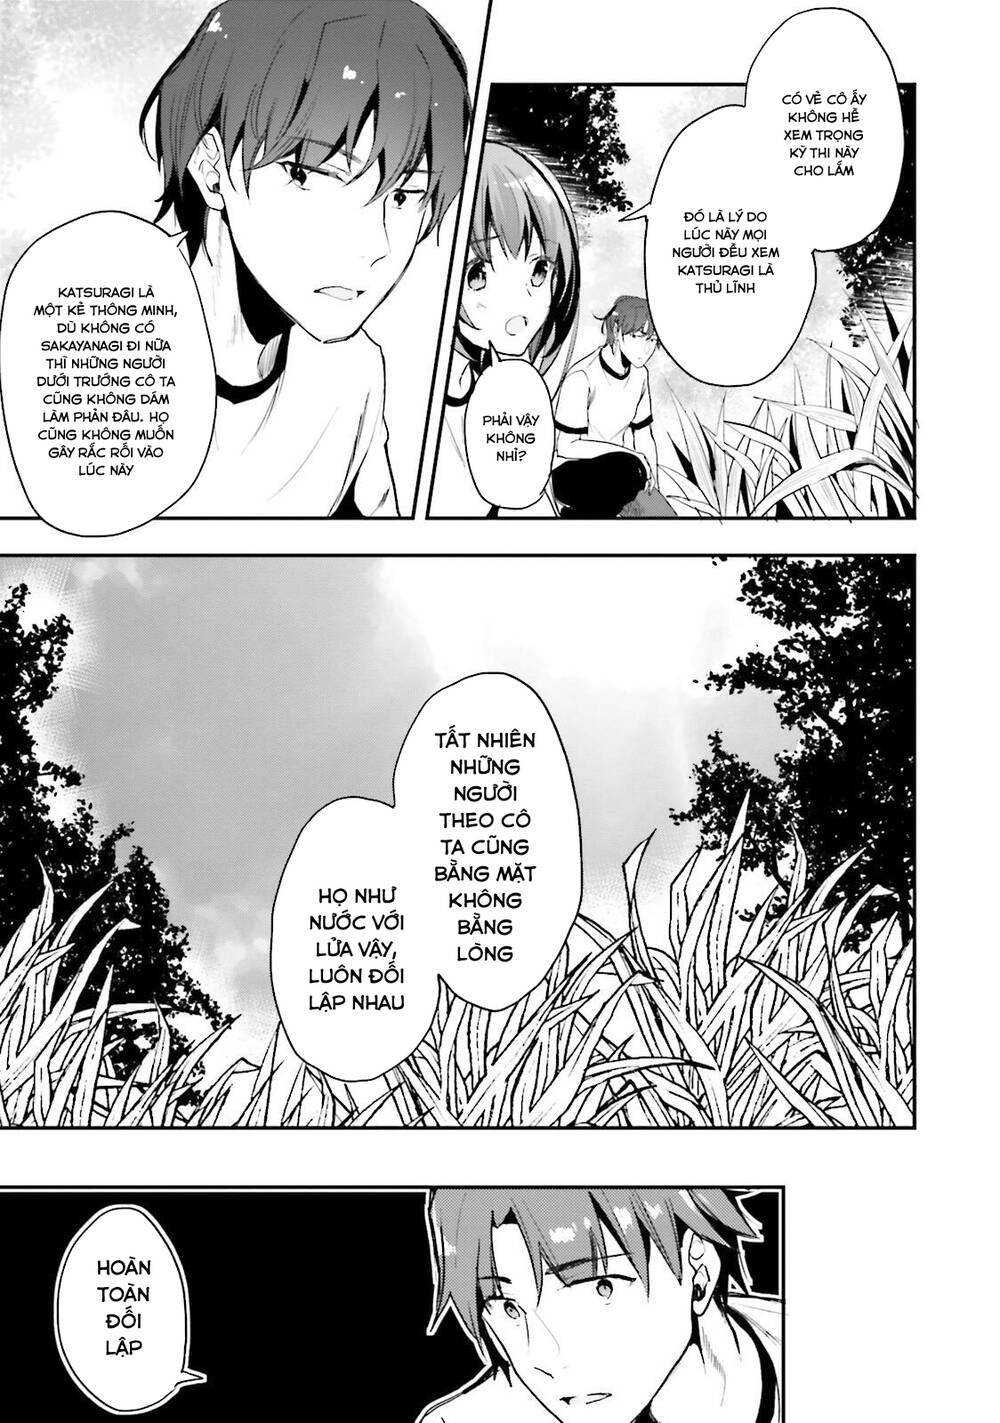 CÓ VẺ CÔ ẤY
KHÔNG HỀ
XEM TRỌNG
KỲ THI NÀY
CHO LẮM
ĐÓ LÀ LÝ DO
LÚC NÀY MỌI
NGƯỜI ĐỀU XEM
KATSURAGI LÀ
THỦ LĨNH
PHẢI VẬY
KHÔNG
NHỈ?
KATSURAGI LÀ
MỘT KẺ THÔNG MINH,
DÙ KHÔNG CÓ
SAKAYANAGI ĐI NỮA
THÌ NHỮNG NGƯỜI
DƯỚI TRƯỚNG CÔ TA
CŨNG KHÔNG DÁM
LÀM PHẢN ĐÂU. HỌ
CŨNG KHÔNG MUỐN
GÂY RẮC RỐI VÀO
LÚC NÀY
TẤT NHIÊN
NHỮNG
NGƯỜI
THEO CÔ
TA CŨNG
BẰNG MẶT
KHÔNG
BẰNG
LÒNG
HỌ NHƯ
NƯỚC VỚI
LỬA VẬY,
LUÔN ĐỐI
LẬP NHAU
HOÀN
TOÀN
ĐỐI
LẬP